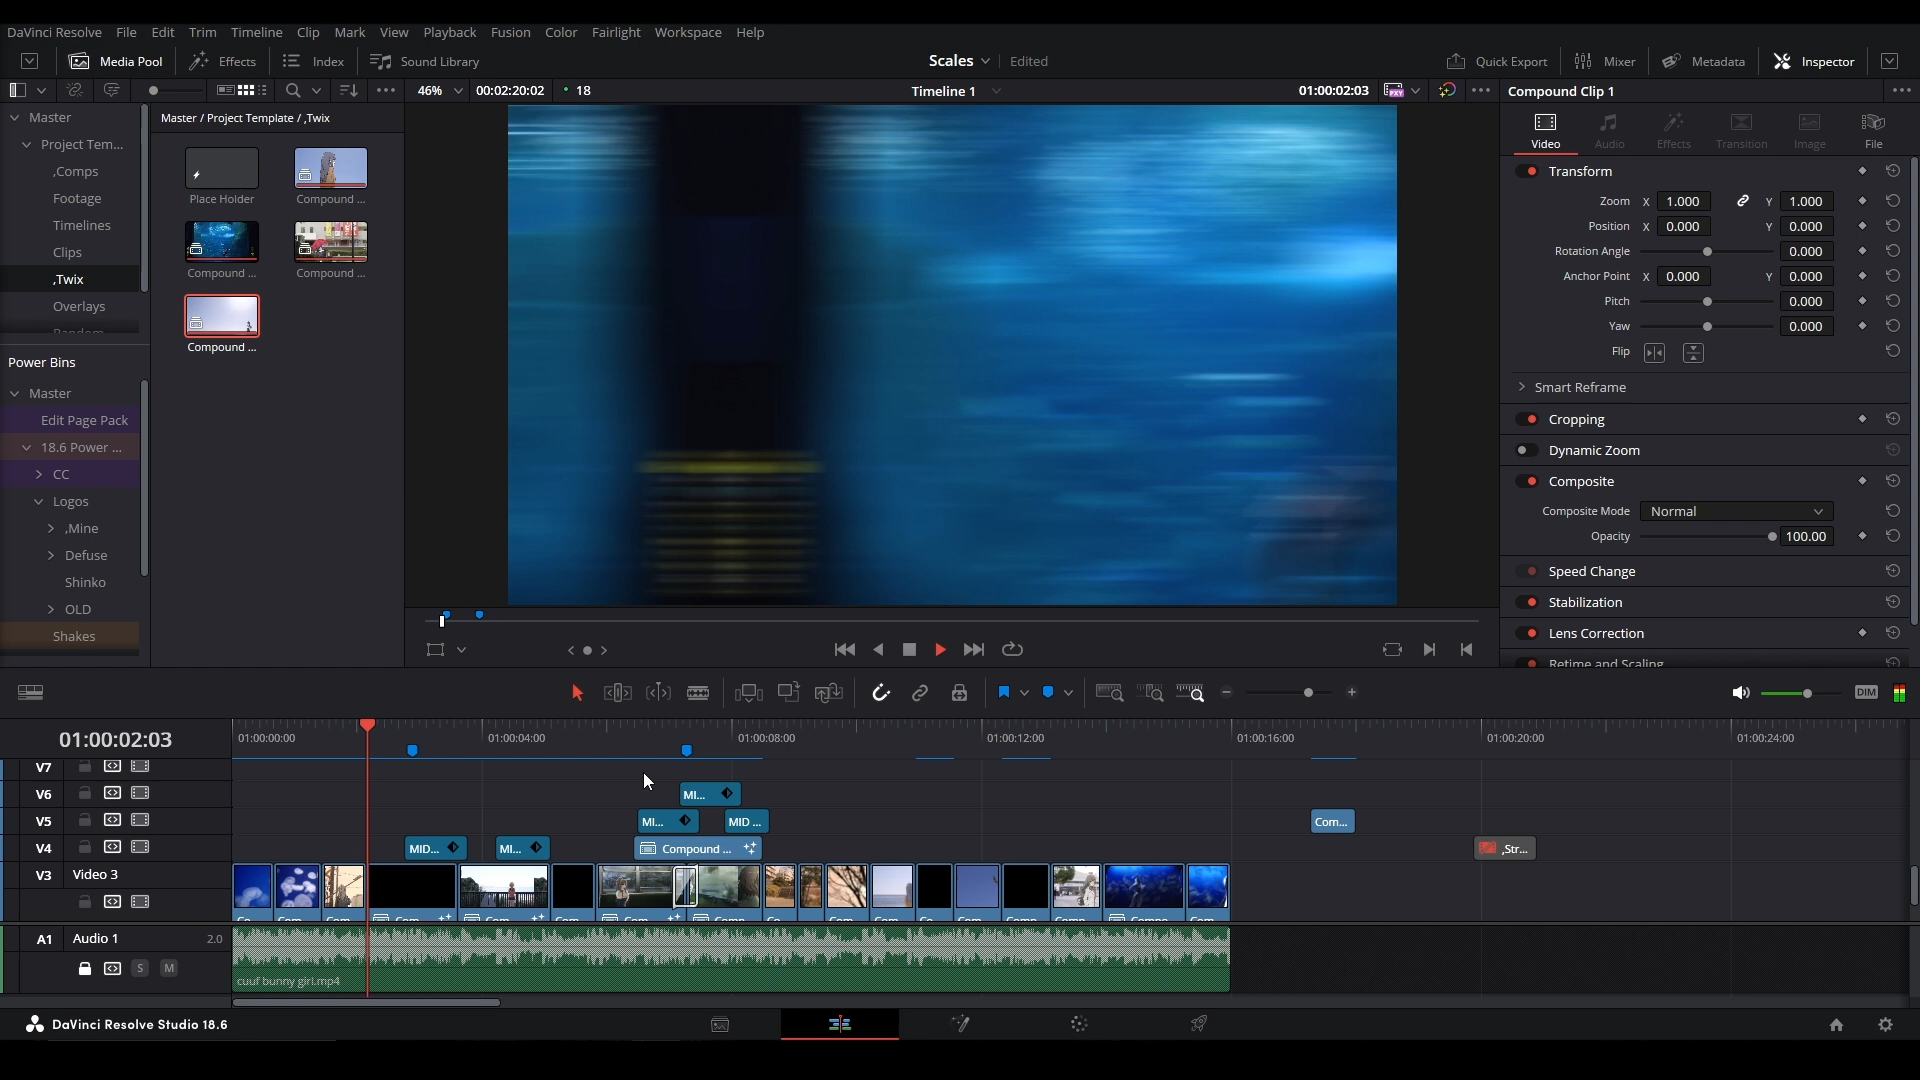 DaVinci Resolve File Edit Trim Timeline Clip Mark View Playback Fusion Color Fairlight Workspace Help
Media Pool Effects Index Sound Library Scales Edited Quick Export Mixer Metadata Inspector
46% 00:02:20:02 18 Timeline 1 01:00:02:03 PXY Compound Clip 1
Master
Project Tem...
,Comps
Footage
Timelines
Clips
,Twix
Overlays
Random
Power Bins
Master
Edit Page Pack
18.6 Power ...
CC
Logos
,Mine
Defuse
Shinko
OLD
Shakes
Master / Project Template / ,Twix
Place Holder
Compound ...
Compound ...
Compound ...
Compound ...
Video Audio Effects Transition Image File
Transform
Zoom X 1.000 Y 1.000
Position X 0.000 Y 0.000
Rotation Angle 0.000
Anchor Point X 0.000 Y 0.000
Pitch 0.000
Yaw 0.000
Flip
Smart Reframe
Cropping
Dynamic Zoom
Composite
Composite Mode Normal
Opacity 100.00
Speed Change
Stabilization
Lens Correction
Retime and Scaling
DIM
01:00:02:03
01:00:00:00 01:00:04:00 01:00:08:00 01:00:12:00 01:00:16:00 01:00:20:00 01:00:24:00
V7
V6 MI...
V5 MI... MID ... Com...
V4 MID... MI... Compound ... ,Str...
V3 Video 3
A1 Audio 1 2.0
S M
cuuf bunny girl.mp4
DaVinci Resolve Studio 18.6